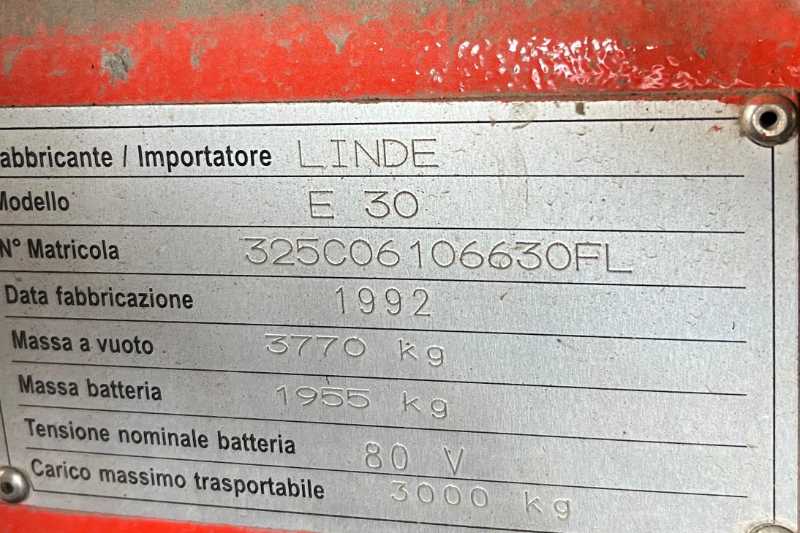 abbricante / Importatore LINDE
Modello E 30
N° Matricola 325C06106630FL
Data fabbricazione 1992
Massa a vuoto 3770 kg
Massa batteria 1955 kg
Tensione nominale batteria 80 V
Carico massimo trasportabile 3000 kg